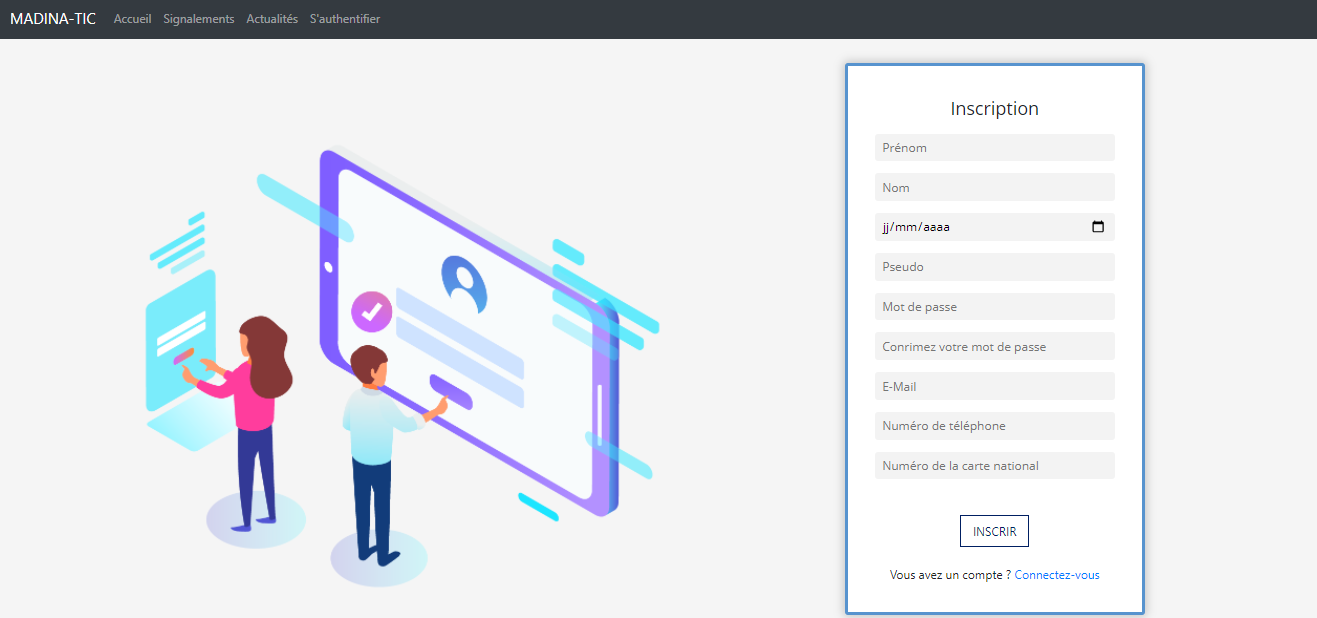 MADINA-TIC Accueil Signalements Actualités S'authentifier
Inscription
Prénom
Nom
jj/mm/aaaa
Pseudo
Mot de passe
Conrimez votre mot de passe
E-Mail
Numéro de téléphone
Numéro de la carte national
INSCRIR
Vous avez un compte ? Connectez-vous